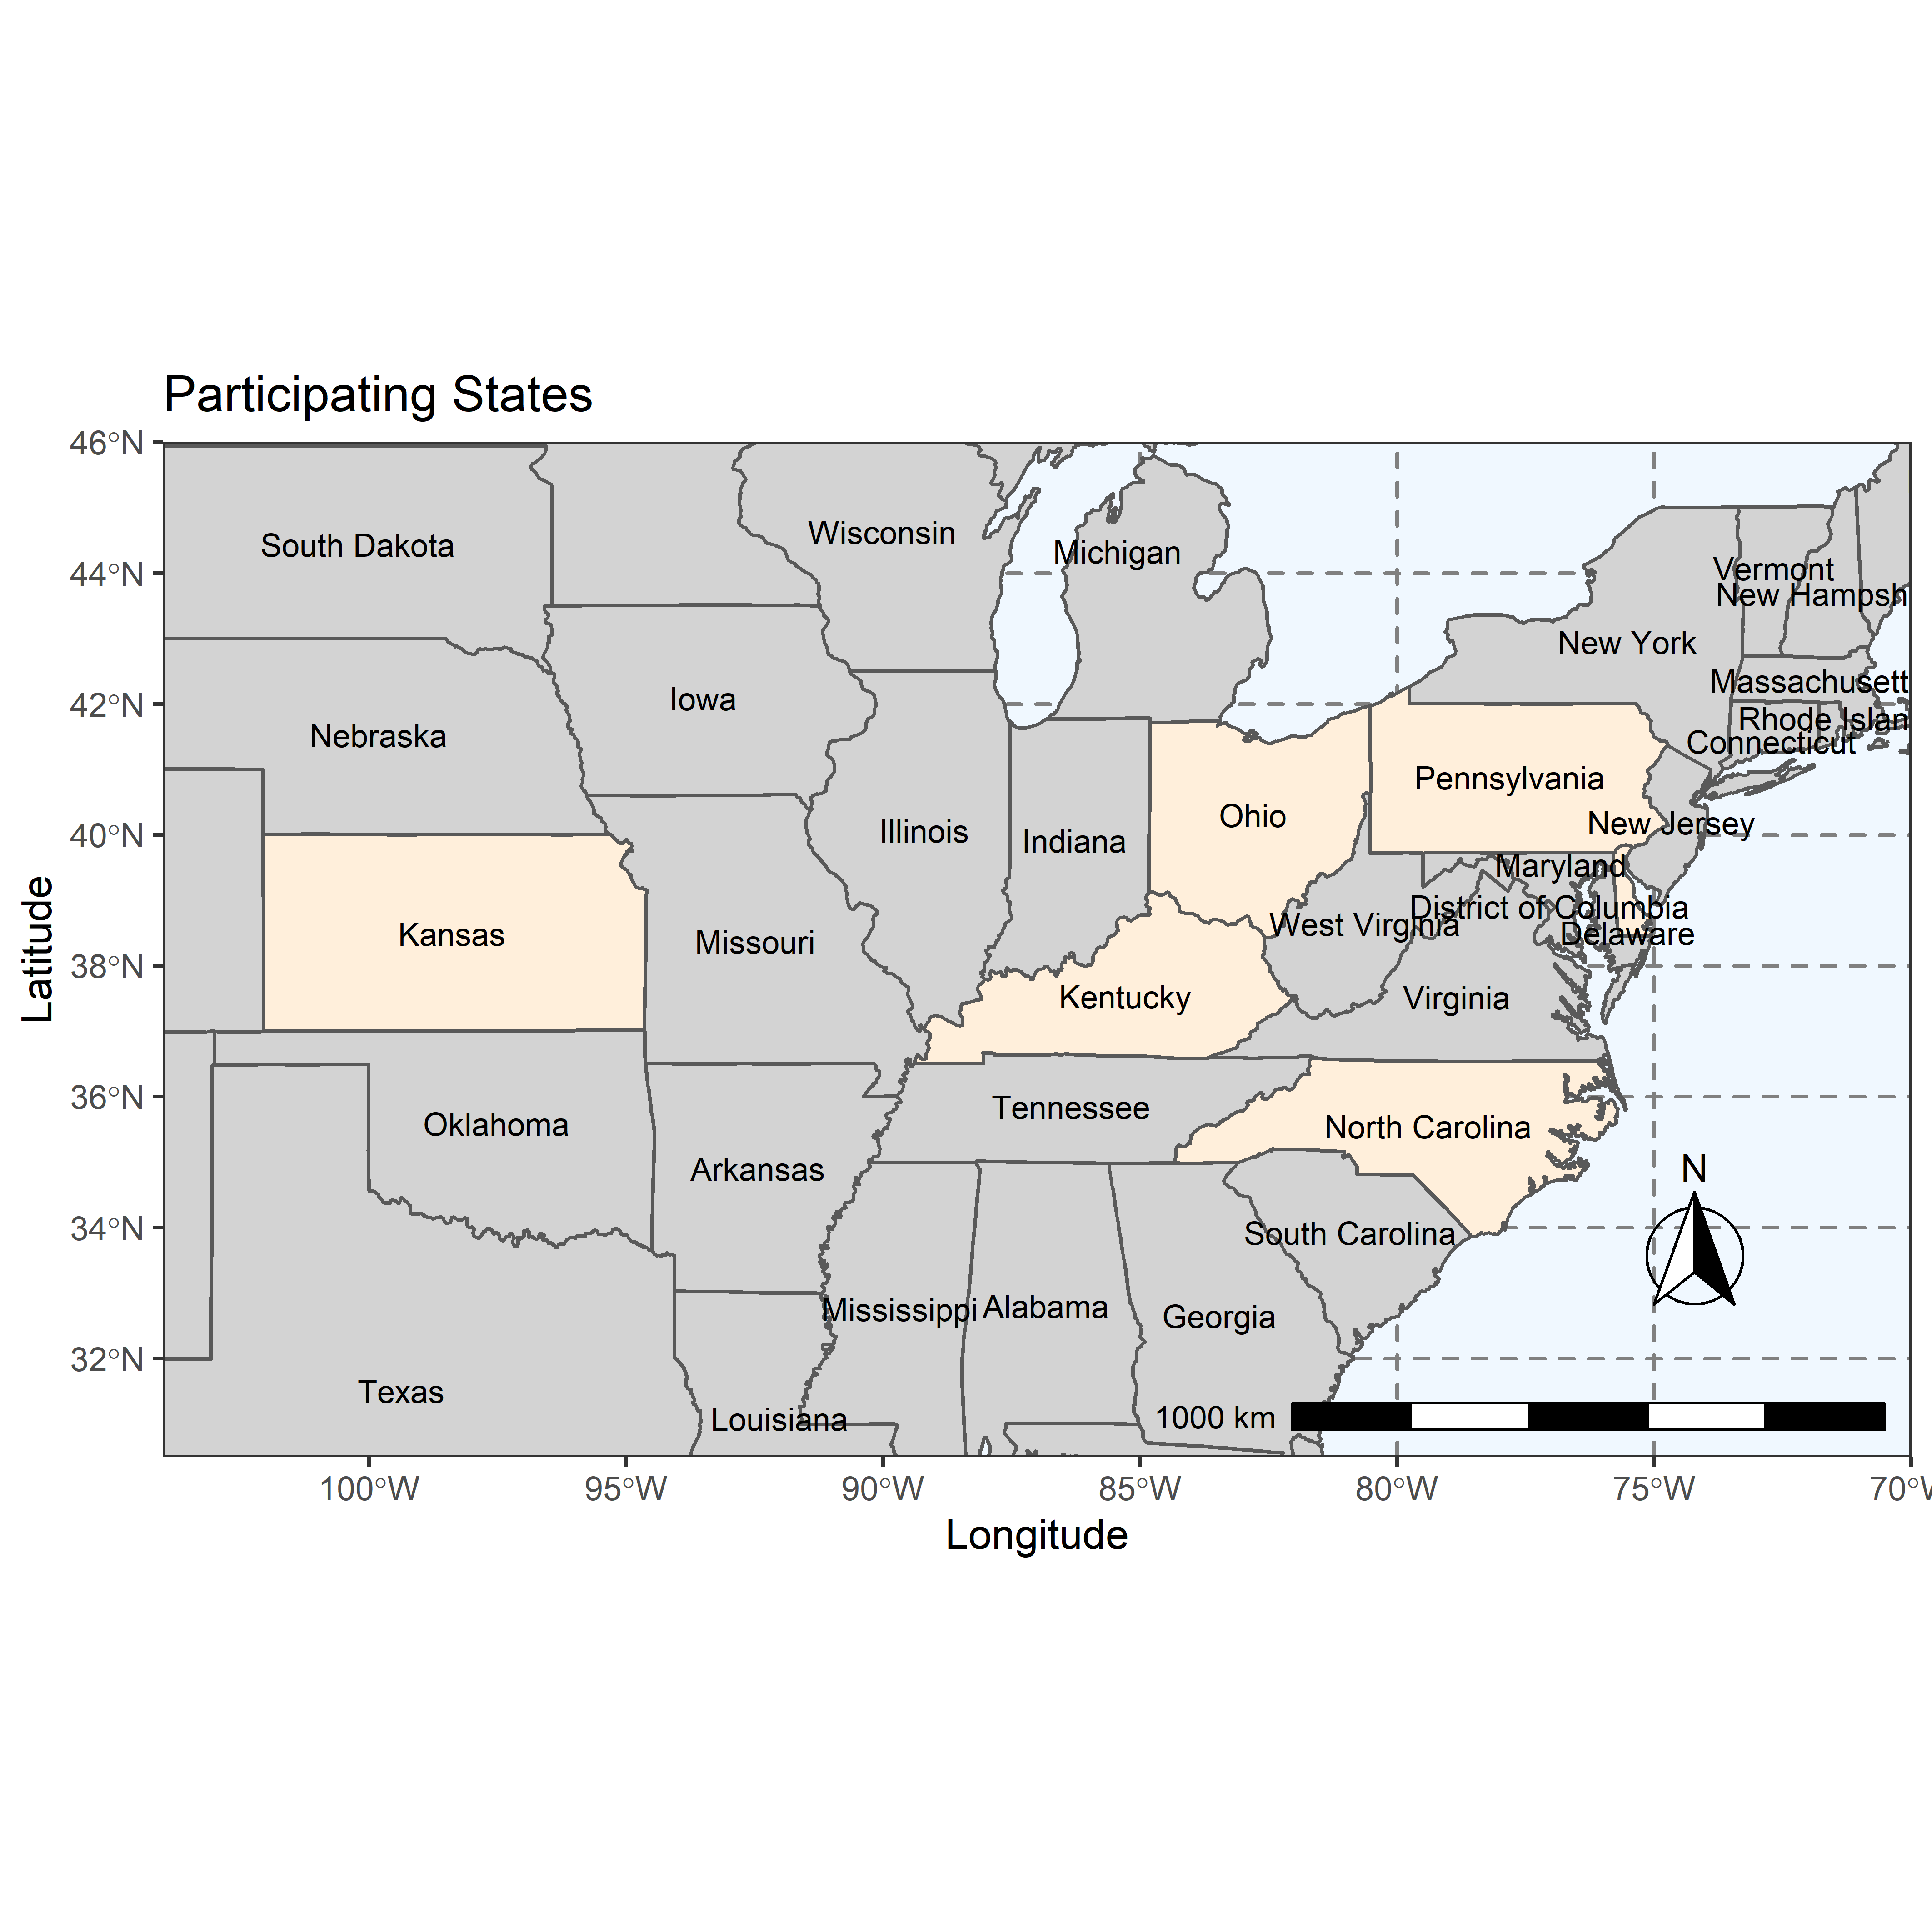 Participating States
46°N
44°N
42°N
40°N
38°N
36°N
34°N
32°N
Latitude
South Dakota
Wisconsin
Michigan
Vermont
New Hampsh
New York
Massachusett
Iowa
Rhode Islan
Nebraska
Connecticut
Pennsylvania
Ohio
New Jersey
Illinois
Indiana
Maryland
District of Columbia
West Virginia
Kansas
Delaware
Missouri
Kentucky
Virginia
Tennessee
Oklahoma
North Carolina
Arkansas
N
South Carolina
Mississippi
Alabama
Georgia
Texas
Louisiana
1000 km
100°W
95°W
90°W
85°W
80°W
75°W
70°W
Longitude